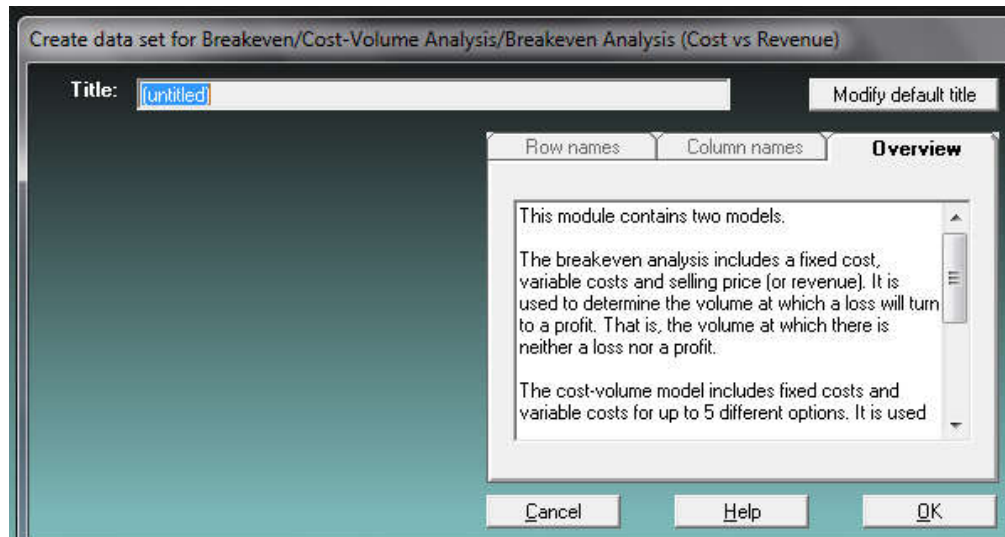 Create data set for Breakeven/Cost-Volume Analysis/Breakeven Analysis (Cost vs Revenue)
Title: (untitled) Modify default title
Row names Column names Overview
This module contains two models.
The breakeven analysis includes a fixed cost,
variable costs and selling price (or revenue). It is
used to determine the volume at which a loss will turn
to a profit. That is, the volume at which there is
neither a loss nor a profit.
The cost-volume model includes fixed costs and
variable costs for up to 5 different options. It is used
Cancel Help OK